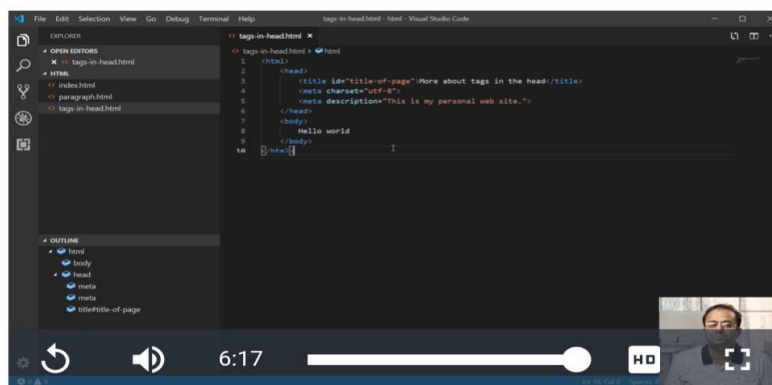 File Edit Selection View Go Debug Terminal Help
tags-in-head.html - html - Visual Studio Code
EXPLORER
OPEN EDITORS
tags-in-head.html
HTML
index.html
paragraph.html
tags-in-head.html
OUTLINE
html
body
head
meta
meta
title#title-of-page
tags-in-head.html
tags-in-head.html › html
1 <html>
2 <head>
3 <title id="title-of-page">More about tags in the head</title>
4 <meta charset="utf-8">
5 <meta description="This is my personal web site.">
6 </head>
7 <body>
8 Hello world
9 </body>
10 </html>
6:17
HD